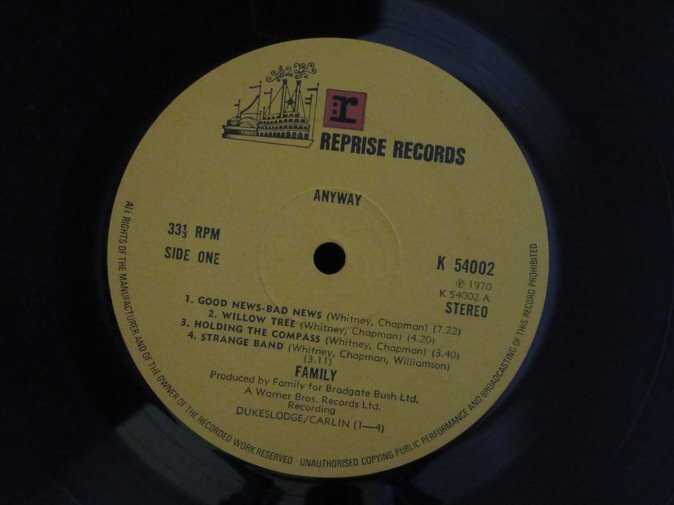 r
REPRISE RECORDS
ANYWAY
33⅓ RPM
SIDE ONE
K 54002
℗ 1970
K 54002 A
STEREO
1. GOOD NEWS-BAD NEWS (Whitney, Chapman) (7.22)
2. WILLOW TREE (Whitney, Chapman) (4.20)
3. HOLDING THE COMPASS (Whitney, Chapman) (3.40)
4. STRANGE BAND (Whitney, Chapman, Williamson)
(3.11)
FAMILY
Produced by Family for Bradgate Bush Ltd.
A Warner Bros. Records Ltd.
Recording
DUKESLODGE/CARLIN (1—4)
ALL RIGHTS OF THE MANUFACTURER AND OF THE OWNER OF THE RECORDED WORK RESERVED · UNAUTHORISED COPYING PUBLIC PERFORMANCE AND BROADCASTING OF THIS RECORD PROHIBITED